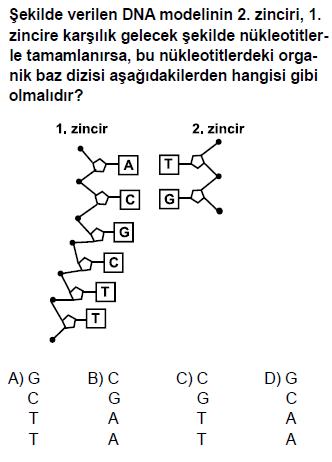 Şekilde verilen DNA modelinin 2. zinciri, 1.
zincire karşılık gelecek şekilde nükleotitler-
le tamamlanırsa, bu nükleotitlerdeki orga-
nik baz dizisi aşağıdakilerden hangisi gibi
olmalıdır?
1. zincir 2. zincir
A T
C G
G
C
T
T
A) G B) C C) C D) G
C G G C
T A T A
T A T A